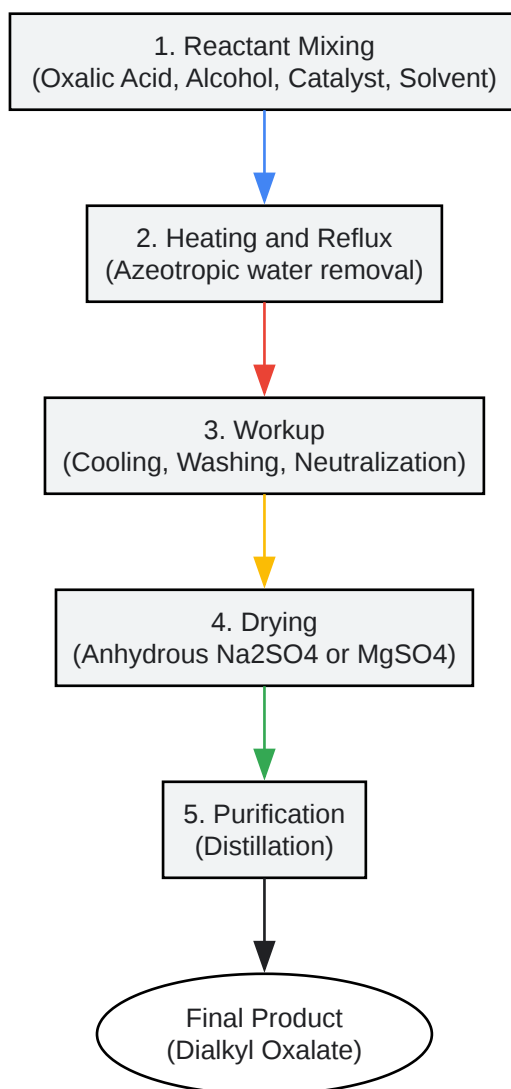 1. Reactant Mixing
(Oxalic Acid, Alcohol, Catalyst, Solvent)
2. Heating and Reflux
(Azeotropic water removal)
3. Workup
(Cooling, Washing, Neutralization)
4. Drying
(Anhydrous Na2SO4 or MgSO4)
5. Purification
(Distillation)
Final Product
(Dialkyl Oxalate)